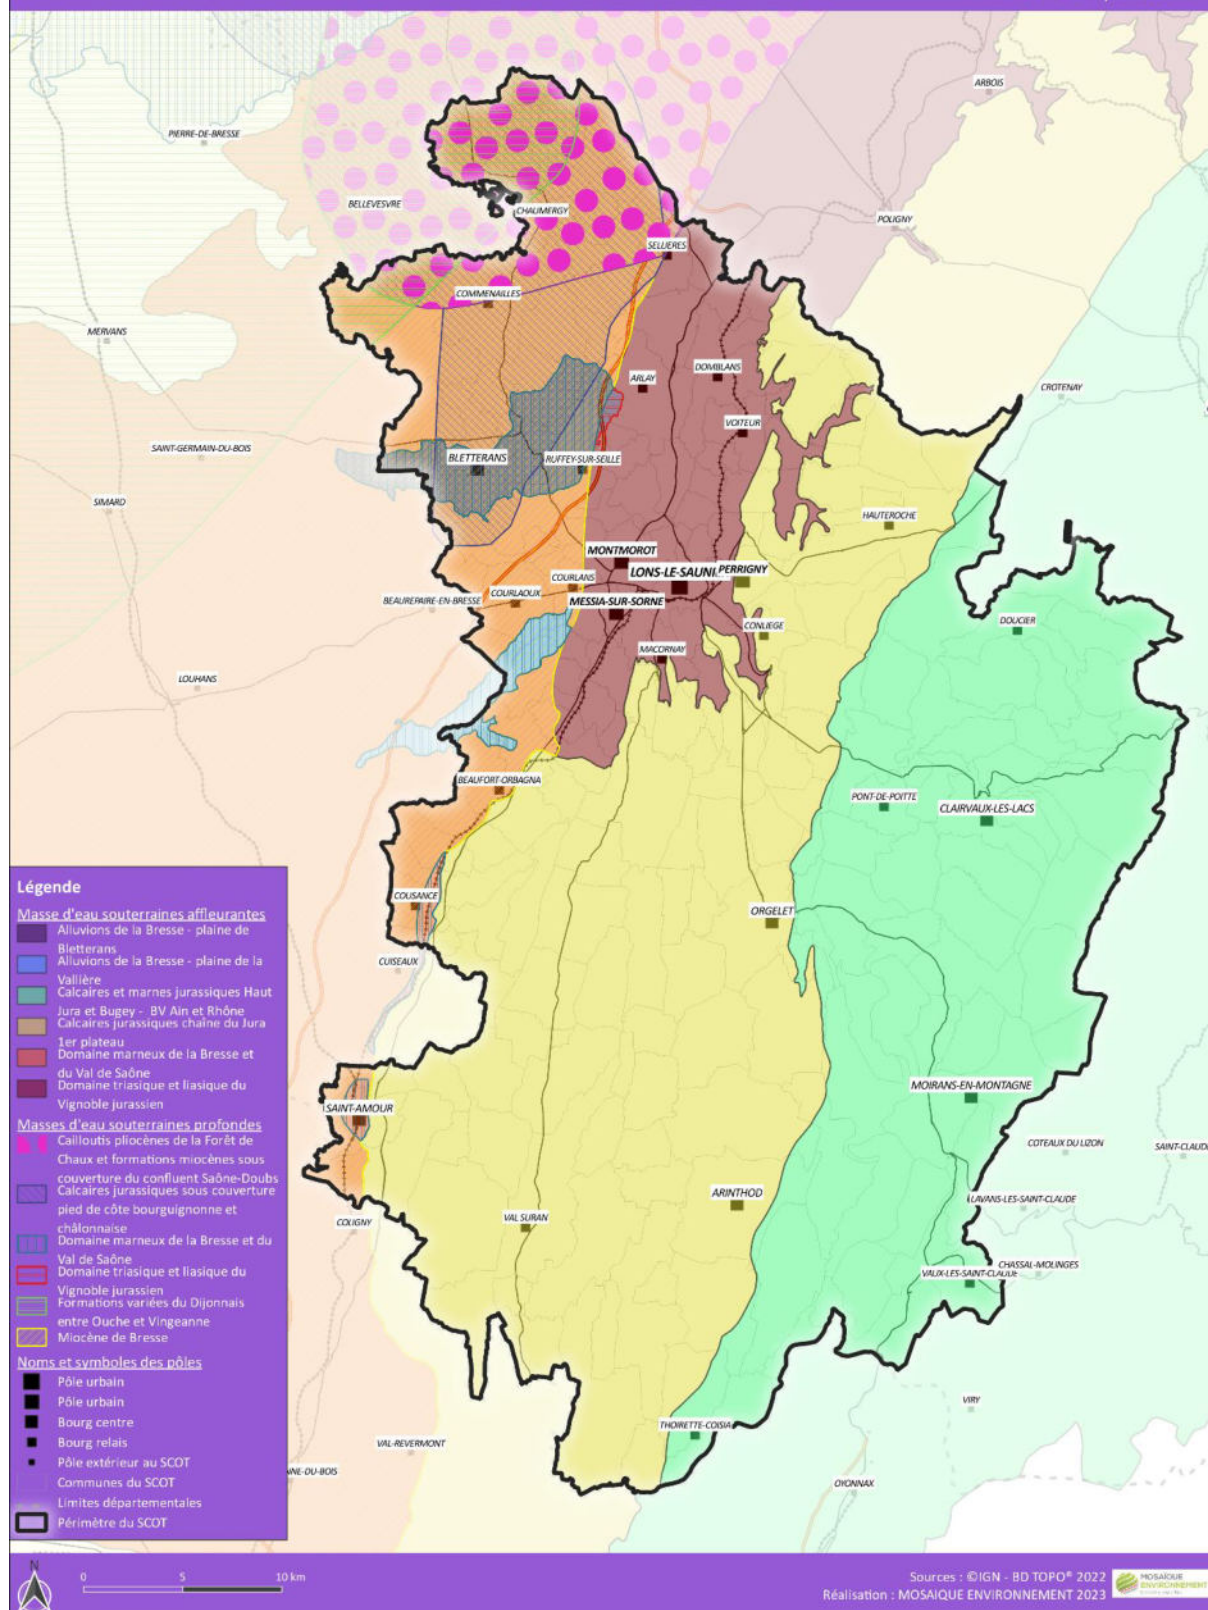 ARBOIS
PIERRE-DE-BRESSE
BELLEVESVRE
CHAUMERGY
POLIGNY
SELLIERES
COMMENAILLES
MERVANS
ARLAY
DOMBLANS
CROTENAY
VOITEUR
SAINT-GERMAIN-DU-BOIS
BLETTERANS
RUFFEY-SUR-SEILLE
SIMARD
HAUTEROCHE
MONTMOROT
LONS-LE-SAUNI
PERRIGNY
COURLANS
COURLAOUX
BEAUREPAIRE-EN-BRESSE
MESSIA-SUR-SORNE
CONLIEGE
DOUCIER
MACORNAY
LOUHANS
BEAUFORT-ORBAGNA
PONT-DE-POITTE
CLAIRVAUX-LES-LACS
COUSANCE
ORGELET
CUISEAUX
MOIRANS-EN-MONTAGNE
SAINT-AMOUR
COTEAUX DU LIZON
SAINT-CLAUD
ARINTHOD
LAVANS-LES-SAINT-CLAUDE
VAL SURAN
COLIGNY
CHASSAL-MOLINGES
VAUX-LES-SAINT-CLAUDE
VIRY
THOIRETTE-COISIA
VAL-REVERMONT
NE-DU-BOIS
OYONNAX
Légende
Masse d'eau souterraines affleurantes
Alluvions de la Bresse - plaine de
Bletterans
Alluvions de la Bresse - plaine de la
Vallière
Calcaires et marnes jurassiques Haut
Jura et Bugey - BV Ain et Rhône
Calcaires jurassiques chaîne du Jura
1er plateau
Domaine marneux de la Bresse et
du Val de Saône
Domaine triasique et liasique du
Vignoble jurassien
Masses d'eau souterraines profondes
Cailloutis pliocènes de la Forêt de
Chaux et formations miocènes sous
couverture du confluent Saône-Doubs
Calcaires jurassiques sous couverture
pied de côte bourguignonne et
châlonnaise
Domaine marneux de la Bresse et du
Val de Saône
Domaine triasique et liasique du
Vignoble jurassien
Formations variées du Dijonnais
entre Ouche et Vingeanne
Miocène de Bresse
Noms et symboles des pôles
Pôle urbain
Pôle urbain
Bourg centre
Bourg relais
Pôle extérieur au SCOT
Communes du SCOT
Limites départementales
Périmètre du SCOT
N
0 5 10 km
Sources : ©IGN - BD TOPO® 2022
Réalisation : MOSAIQUE ENVIRONNEMENT 2023
MOSAÏQUE
ENVIRONNEMENT